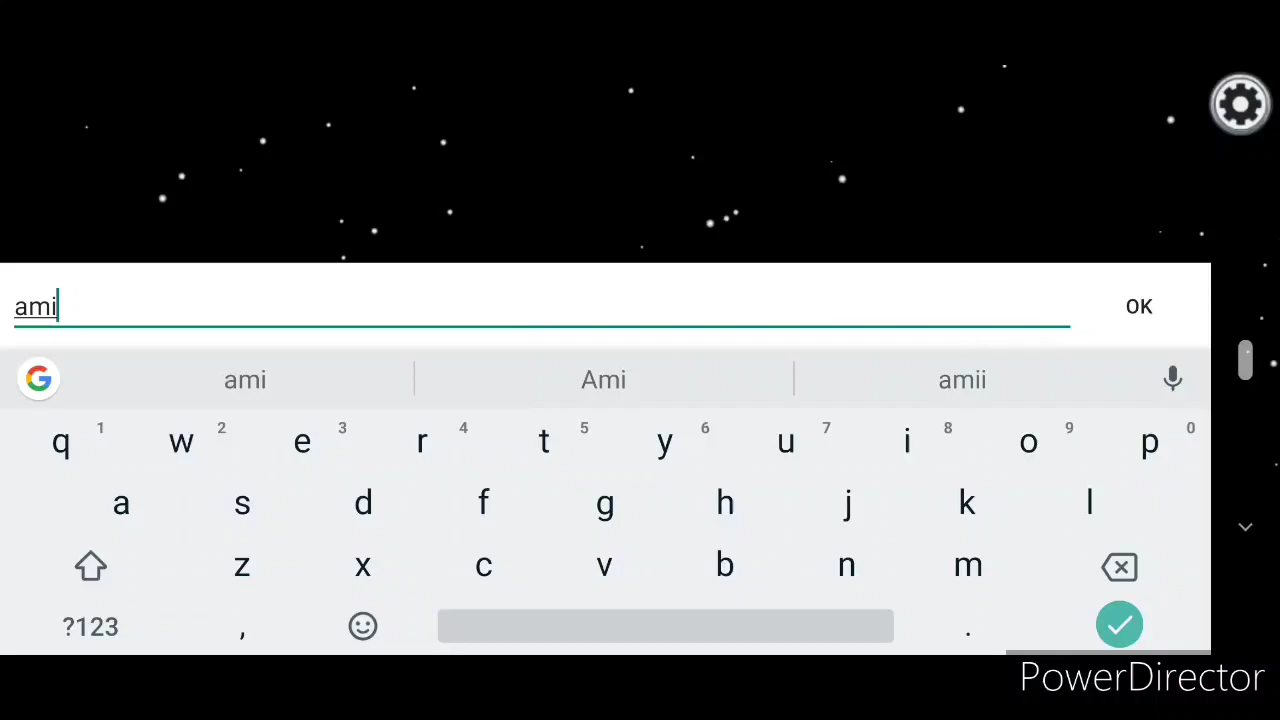 ami
OK
ami Ami amii
q 1 w 2 e 3 r 4 t 5 y 6 u 7 i 8 o 9 p 0
a s d f g h j k l
z x c v b n m
?123 , .
PowerDirector